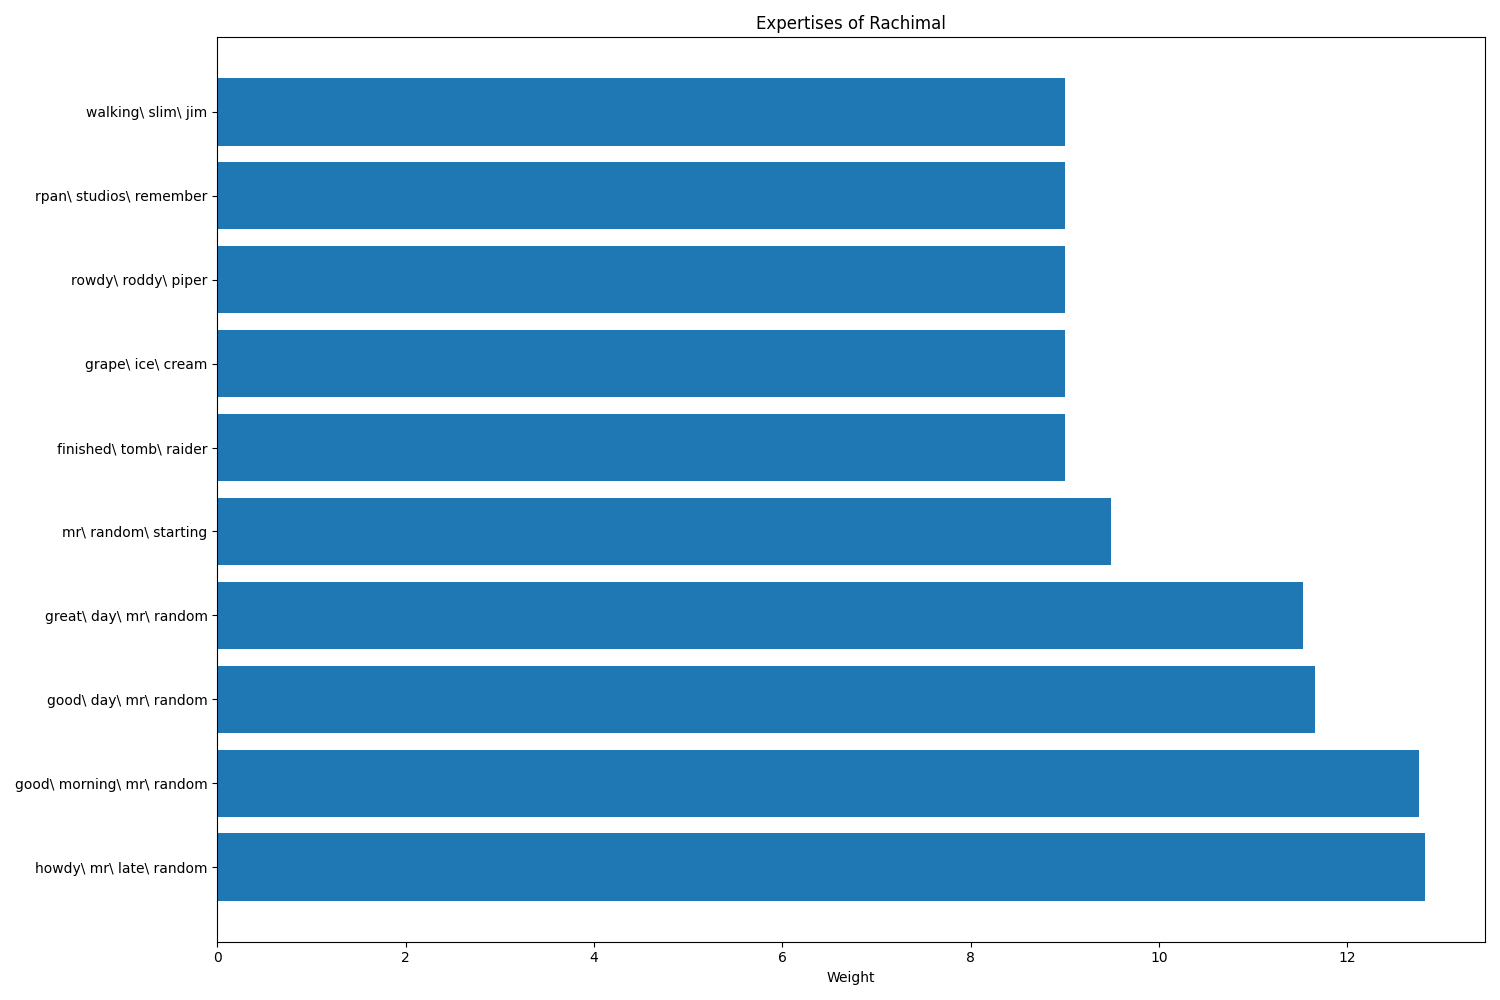 Expertises of Rachimal
walking\ slim\ jim
rpan\ studios\ remember
rowdy\ roddy\ piper
grape\ ice\ cream
finished\ tomb\ raider
mr\ random\ starting
great\ day\ mr\ random
good\ day\ mr\ random
good\ morning\ mr\ random
howdy\ mr\ late\ random
0 2 4 6 8 10 12
Weight